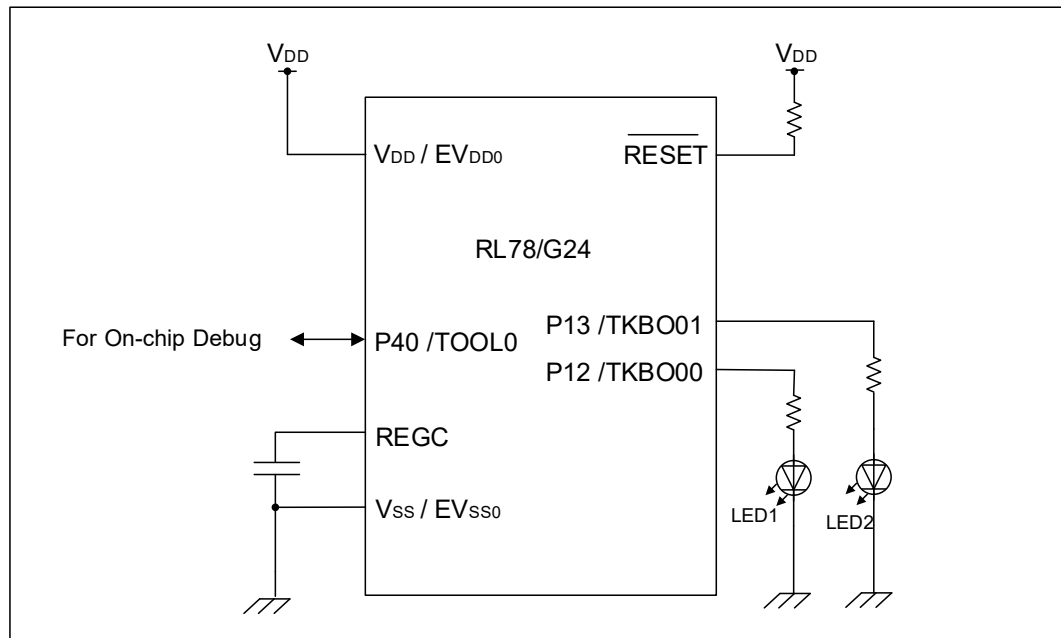 VDD
VDD
VDD / EVDD0
RESET
RL78/G24
P13 /TKBO01
For On-chip Debug
P40 /TOOL0
P12 /TKBO00
REGC
VSS / EVSS0
LED1
LED2